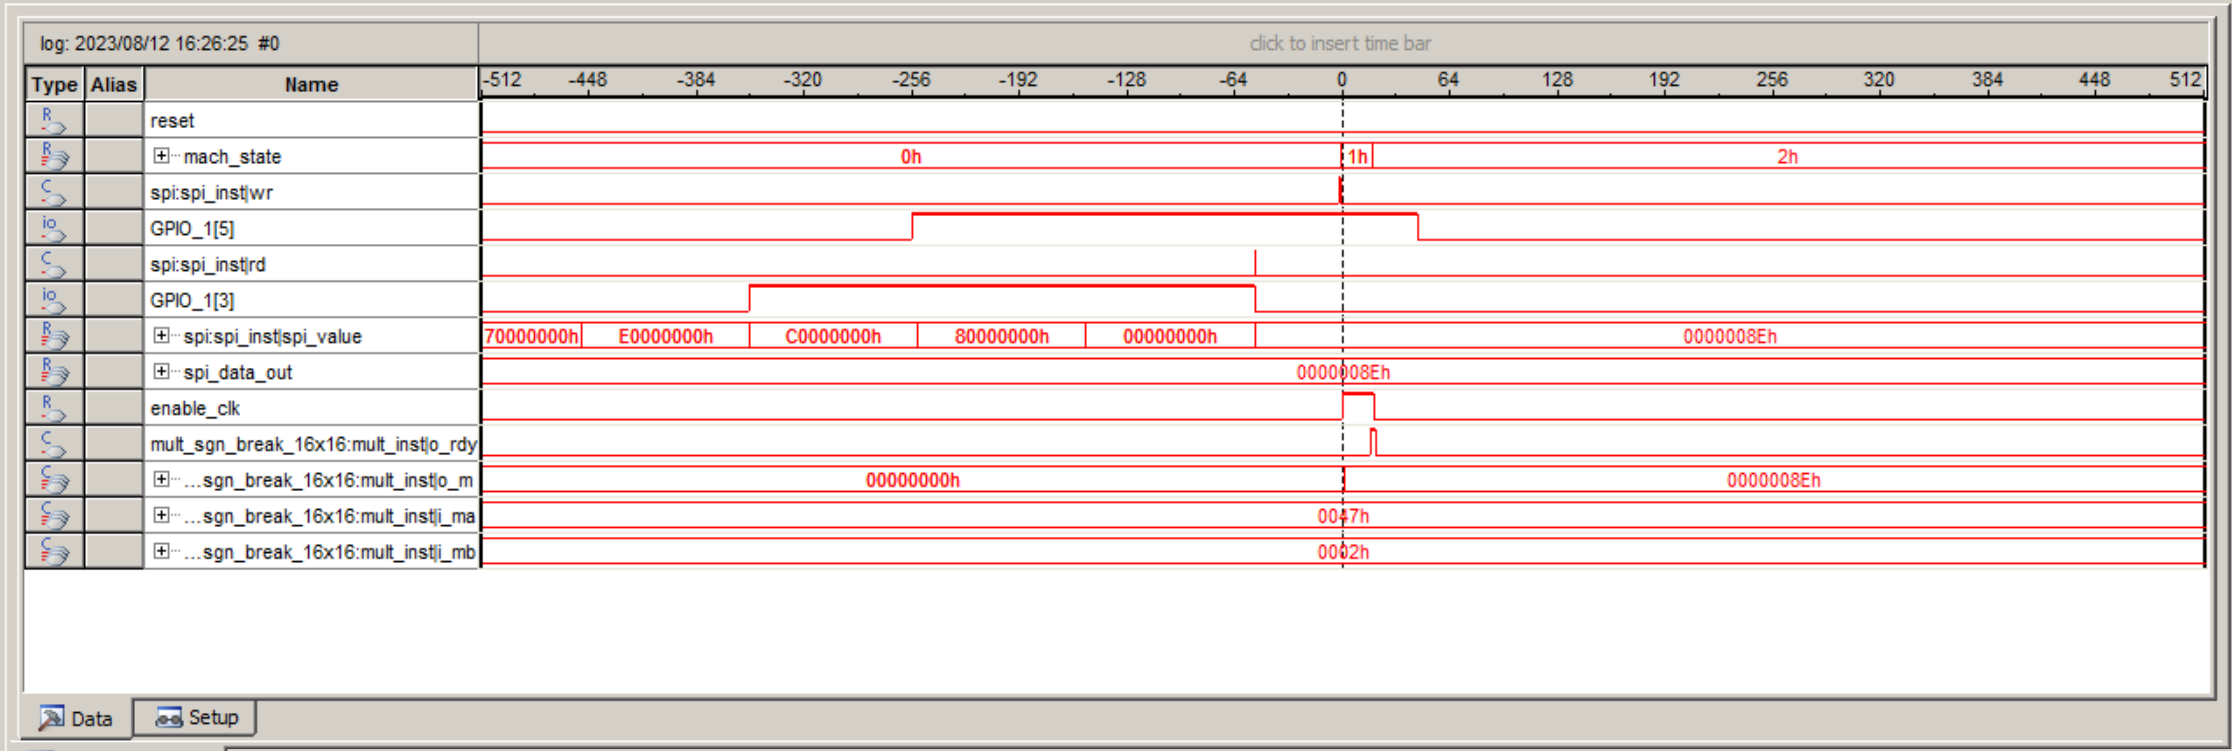 log: 2023/08/12 16:26:25 #0 click to insert time bar
Type Alias Name -512 -448 -384 -320 -256 -192 -128 -64 0 64 128 192 256 320 384 448 512
R reset
R mach_state 0h 1h 2h
C spi:spi_inst|wr
io GPIO_1[5]
C spi:spi_inst|rd
io GPIO_1[3]
R spi:spi_inst|spi_value 70000000h E0000000h C0000000h 80000000h 00000000h 0000008Eh
R spi_data_out 0000008Eh
R enable_clk
C mult_sgn_break_16x16:mult_inst|o_rdy
C ...sgn_break_16x16:mult_inst|o_m 00000000h 0000008Eh
C ...sgn_break_16x16:mult_inst|i_ma 0047h
C ...sgn_break_16x16:mult_inst|i_mb 0002h
Data Setup